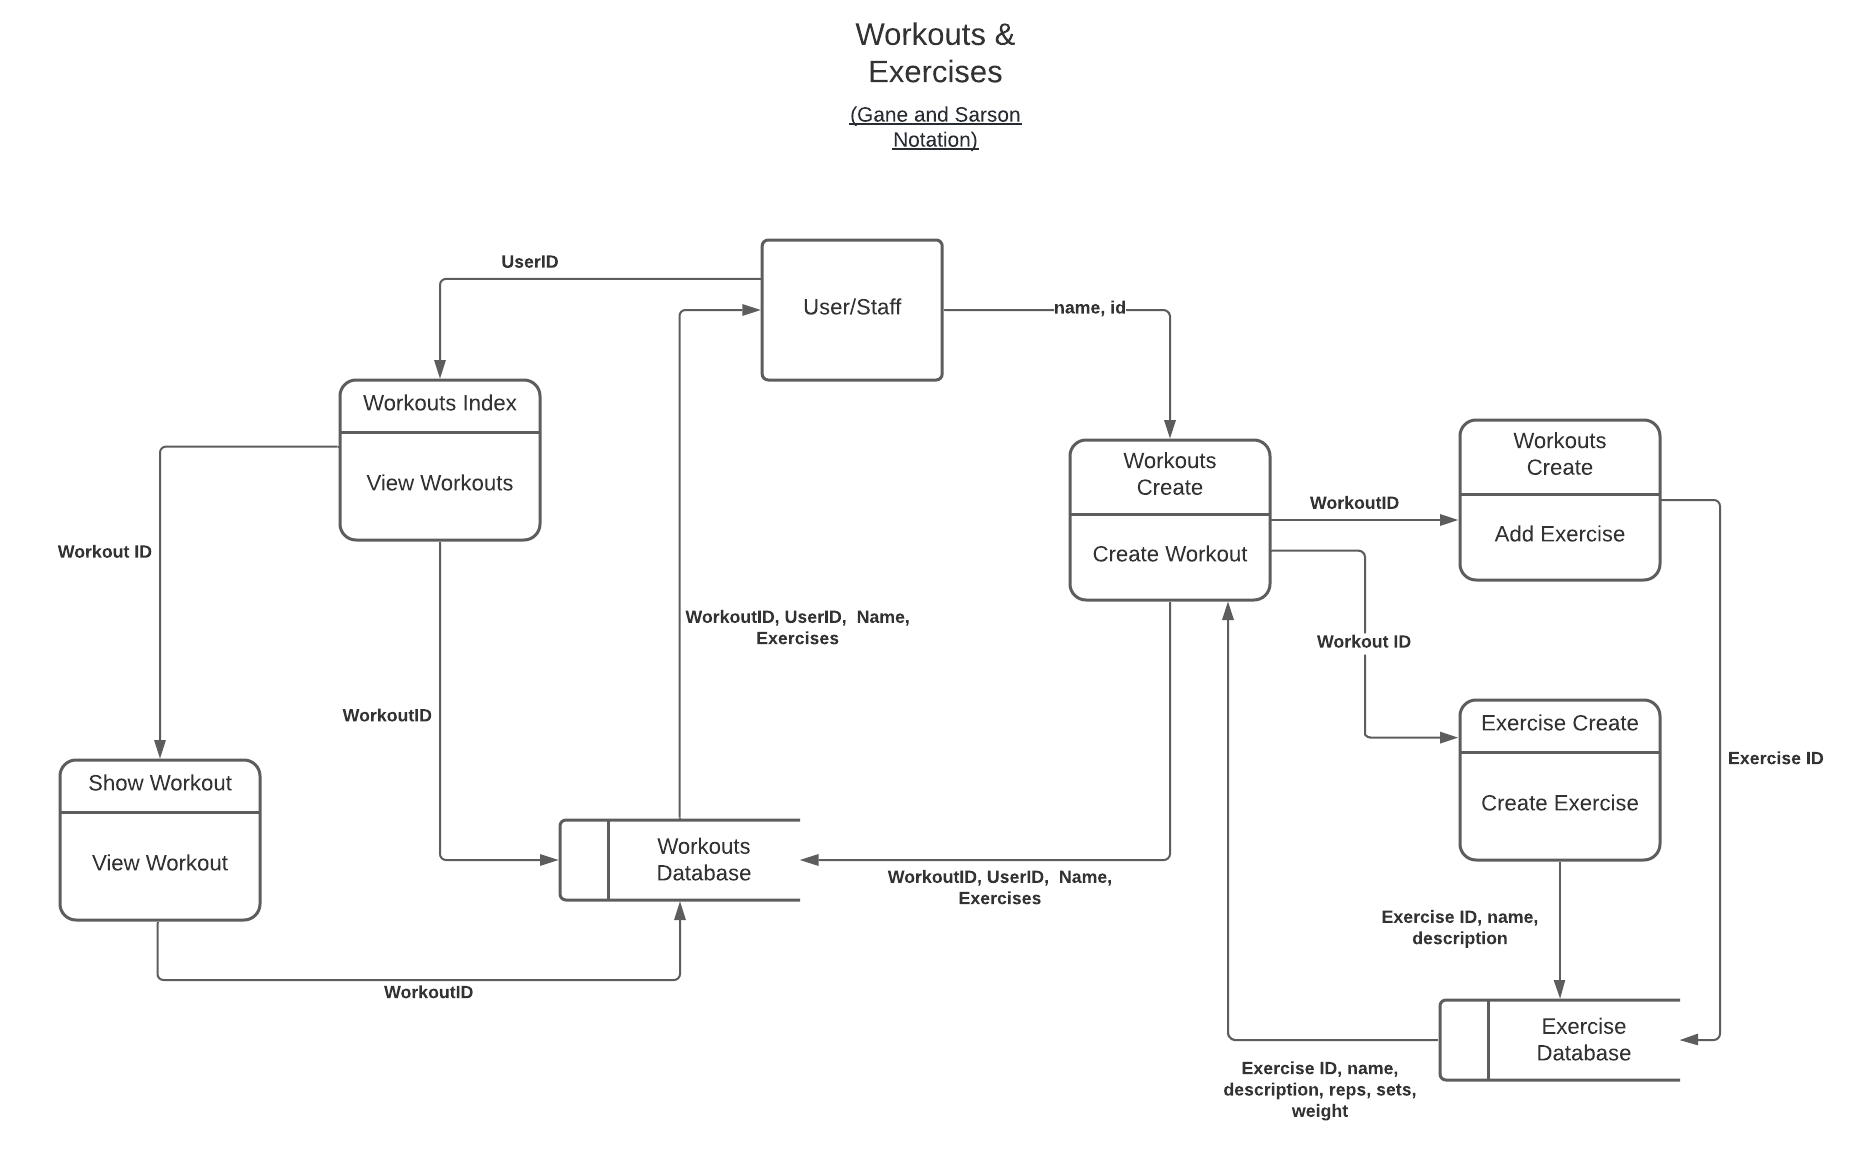 Workouts &
Exercises
(Gane and Sarson
Notation)
UserID
User/Staff
name, id
Workouts Index
View Workouts
Workouts
Create
Create Workout
WorkoutID
Workouts
Create
Add Exercise
Workout ID
WorkoutID, UserID,  Name,
Exercises
Workout ID
WorkoutID
Exercise Create
Create Exercise
Exercise ID
Show Workout
View Workout
Workouts
Database
WorkoutID, UserID,  Name,
Exercises
Exercise ID, name,
description
WorkoutID
Exercise
Database
Exercise ID, name,
description, reps, sets,
weight